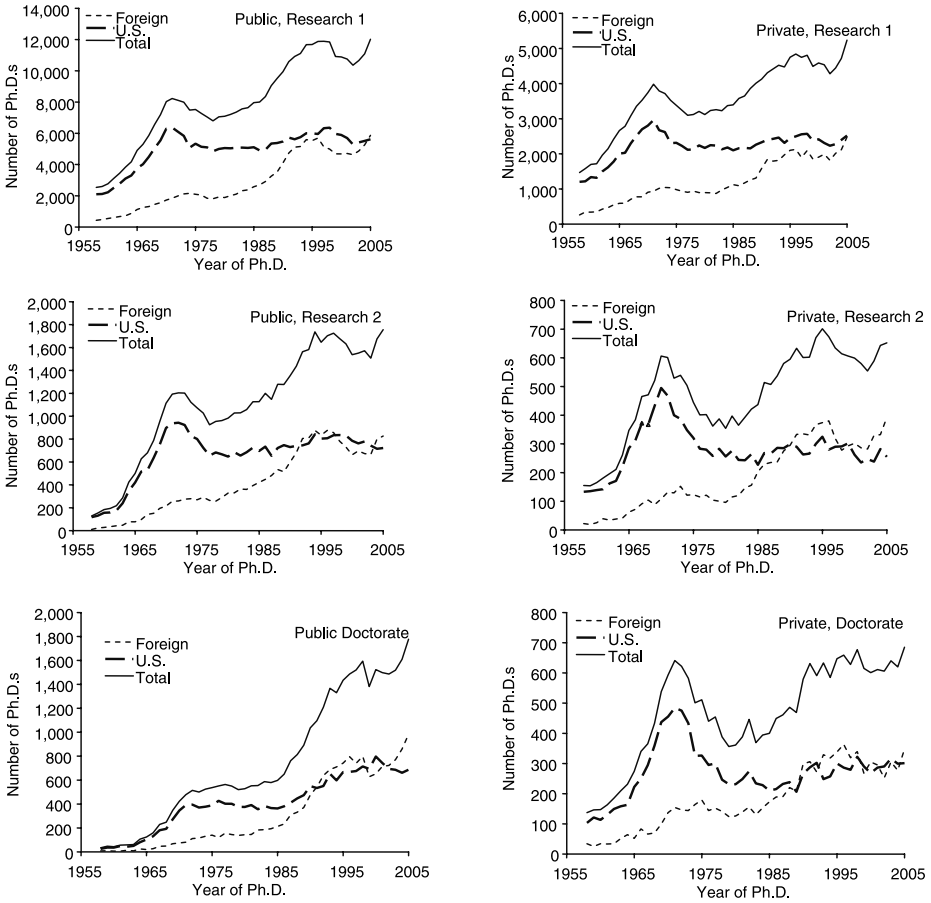 Public, Research 1
Foreign
U.S.
Total
14,000
12,000
10,000
8,000
6,000
4,000
2,000
0
Number of Ph.D.s
1955 1965 1975 1985 1995 2005
Year of Ph.D.
Private, Research 1
Foreign
U.S.
Total
6,000
5,000
4,000
3,000
2,000
1,000
0
Number of Ph.D.s
1955 1965 1975 1985 1995 2005
Year of Ph.D.
Public, Research 2
Foreign
U.S.
Total
2,000
1,800
1,600
1,400
1,200
1,000
800
600
400
200
0
Number of Ph.D.s
1955 1965 1975 1985 1995 2005
Year of Ph.D.
Private, Research 2
Foreign
U.S.
Total
800
700
600
500
400
300
200
100
0
Number of Ph.D.s
1955 1965 1975 1985 1995 2005
Year of Ph.D.
Public Doctorate
Foreign
U.S.
Total
2,000
1,800
1,600
1,400
1,200
1,000
800
600
400
200
0
Number of Ph.D.s
1955 1965 1975 1985 1995 2005
Year of Ph.D.
Private, Doctorate
Foreign
U.S.
Total
800
700
600
500
400
300
200
100
0
Number of Ph.D.s
1955 1965 1975 1985 1995 2005
Year of Ph.D.